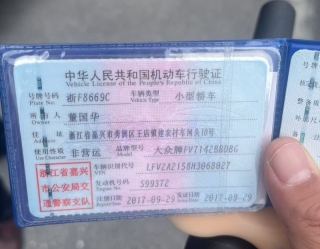 中华人民共和国机动车行驶证
Vehicle License of the People's Republic of China
号牌号码 Plate No. 浙F8669C 车辆类型 Vehicle Type 小型轿车
所有人 Owner 董国华
住址 Address 浙江省嘉兴市秀洲区王店镇建农村车河头10号
使用性质 Use Character 非营运 品牌型号 Model 大众牌FV7142BBDBG
浙江省嘉兴市公安局交通警察支队
车辆识别代号 VIN LFV2A2158H3068027
发动机号码 Engine No. S99372
注册日期 Register Date 2017-09-29 发证日期 2017-09-29